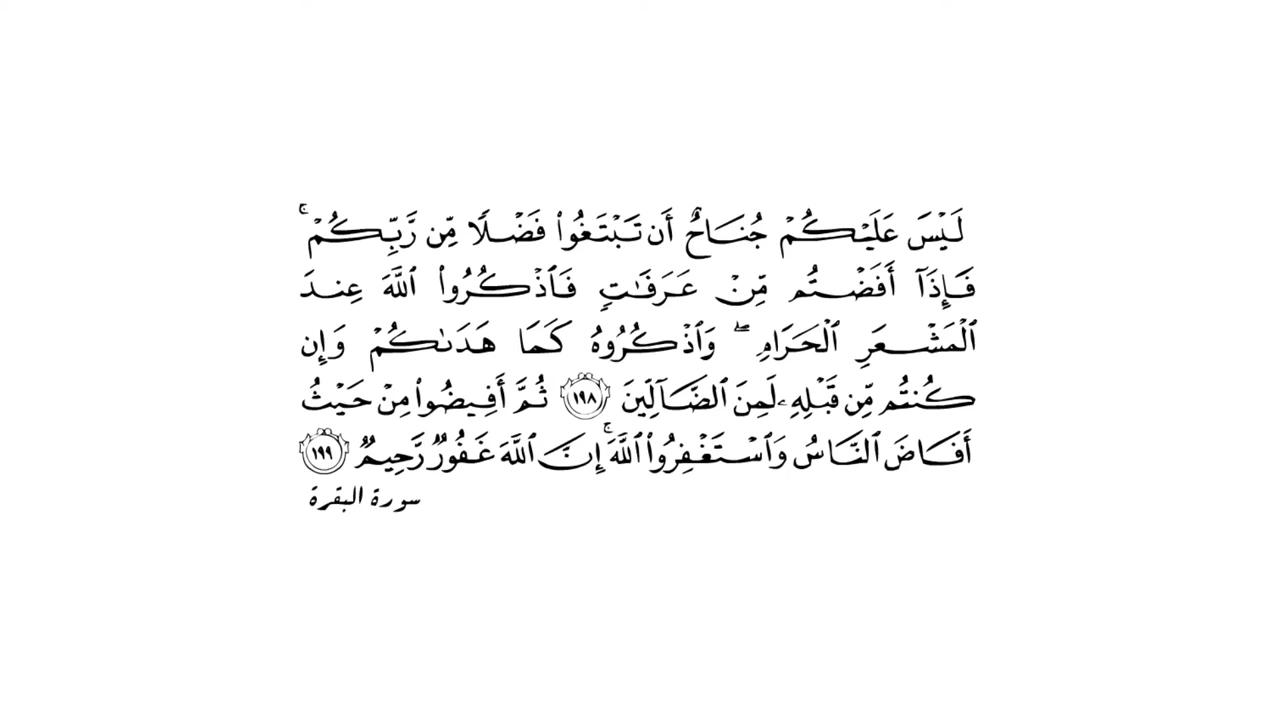 لَيْسَ عَلَيْكُمْ جُنَاحٌ أَن تَبْتَغُوا۟ فَضْلًا مِّن رَّبِّكُمْ ۚ
فَإِذَآ أَفَضْتُم مِّنْ عَرَفَـٰتٍ فَٱذْكُرُوا۟ ٱللَّهَ عِندَ
ٱلْمَشْعَرِ ٱلْحَرَامِ ۖ وَٱذْكُرُوهُ كَمَا هَدَىٰكُمْ وَإِن
كُنتُم مِّن قَبْلِهِۦ لَمِنَ ٱلضَّآلِّينَ ﴿١٩٨﴾ ثُمَّ أَفِيضُوا۟ مِنْ حَيْثُ
أَفَاضَ ٱلنَّاسُ وَٱسْتَغْفِرُوا۟ ٱللَّهَ ۚ إِنَّ ٱللَّهَ غَفُورٌ رَّحِيمٌ ﴿١٩٩﴾
سورة البقرة